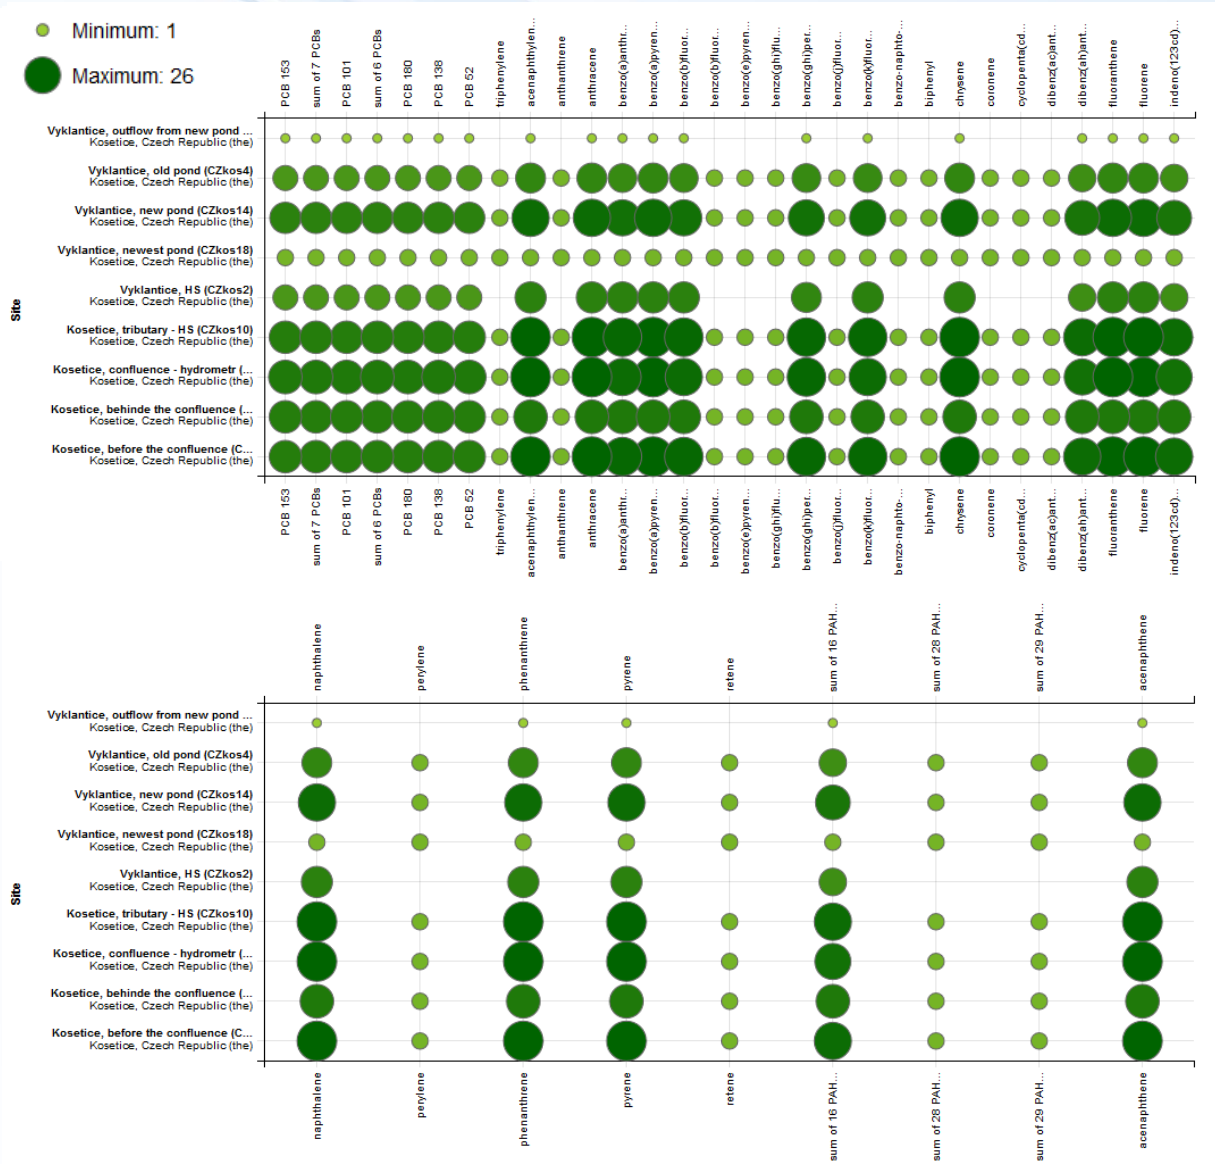 Minimum: 1
Maximum: 26
PCB 153
sum of 7 PCBs
PCB 101
sum of 6 PCBs
PCB 180
PCB 138
PCB 52
triphenylene
acenaphthylen...
anthanthrene
anthracene
benzo(a)anthr...
benzo(a)pyren...
benzo(b)fluor...
benzo(b)fluor...
benzo(e)pyren...
benzo(ghi)flu...
benzo(ghi)per...
benzo(j)fluor...
benzo(k)fluor...
benzo-naphto-...
biphenyl
chrysene
coronene
cyclopenta(cd...
dibenz(ac)ant...
dibenz(ah)ant...
fluoranthene
fluorene
indeno(123cd)...
Site
Vyklantice, outflow from new pond ...
Kosetice, Czech Republic (the)
Vyklantice, old pond (CZkos4)
Kosetice, Czech Republic (the)
Vyklantice, new pond (CZkos14)
Kosetice, Czech Republic (the)
Vyklantice, newest pond (CZkos18)
Kosetice, Czech Republic (the)
Vyklantice, HS (CZkos2)
Kosetice, Czech Republic (the)
Kosetice, tributary - HS (CZkos10)
Kosetice, Czech Republic (the)
Kosetice, confluence - hydrometr (...
Kosetice, Czech Republic (the)
Kosetice, behinde the confluence (...
Kosetice, Czech Republic (the)
Kosetice, before the confluence (C...
Kosetice, Czech Republic (the)
PCB 153
sum of 7 PCBs
PCB 101
sum of 6 PCBs
PCB 180
PCB 138
PCB 52
triphenylene
acenaphthylen...
anthanthrene
anthracene
benzo(a)anthr...
benzo(a)pyren...
benzo(b)fluor...
benzo(b)fluor...
benzo(e)pyren...
benzo(ghi)flu...
benzo(ghi)per...
benzo(j)fluor...
benzo(k)fluor...
benzo-naphto-...
biphenyl
chrysene
coronene
cyclopenta(cd...
dibenz(ac)ant...
dibenz(ah)ant...
fluoranthene
fluorene
indeno(123cd)...
naphthalene
perylene
phenanthrene
pyrene
retene
sum of 16 PAH...
sum of 28 PAH...
sum of 29 PAH...
acenaphthene
Site
Vyklantice, outflow from new pond ...
Kosetice, Czech Republic (the)
Vyklantice, old pond (CZkos4)
Kosetice, Czech Republic (the)
Vyklantice, new pond (CZkos14)
Kosetice, Czech Republic (the)
Vyklantice, newest pond (CZkos18)
Kosetice, Czech Republic (the)
Vyklantice, HS (CZkos2)
Kosetice, Czech Republic (the)
Kosetice, tributary - HS (CZkos10)
Kosetice, Czech Republic (the)
Kosetice, confluence - hydrometr (...
Kosetice, Czech Republic (the)
Kosetice, behinde the confluence (...
Kosetice, Czech Republic (the)
Kosetice, before the confluence (C...
Kosetice, Czech Republic (the)
naphthalene
perylene
phenanthrene
pyrene
retene
sum of 16 PAH...
sum of 28 PAH...
sum of 29 PAH...
acenaphthene